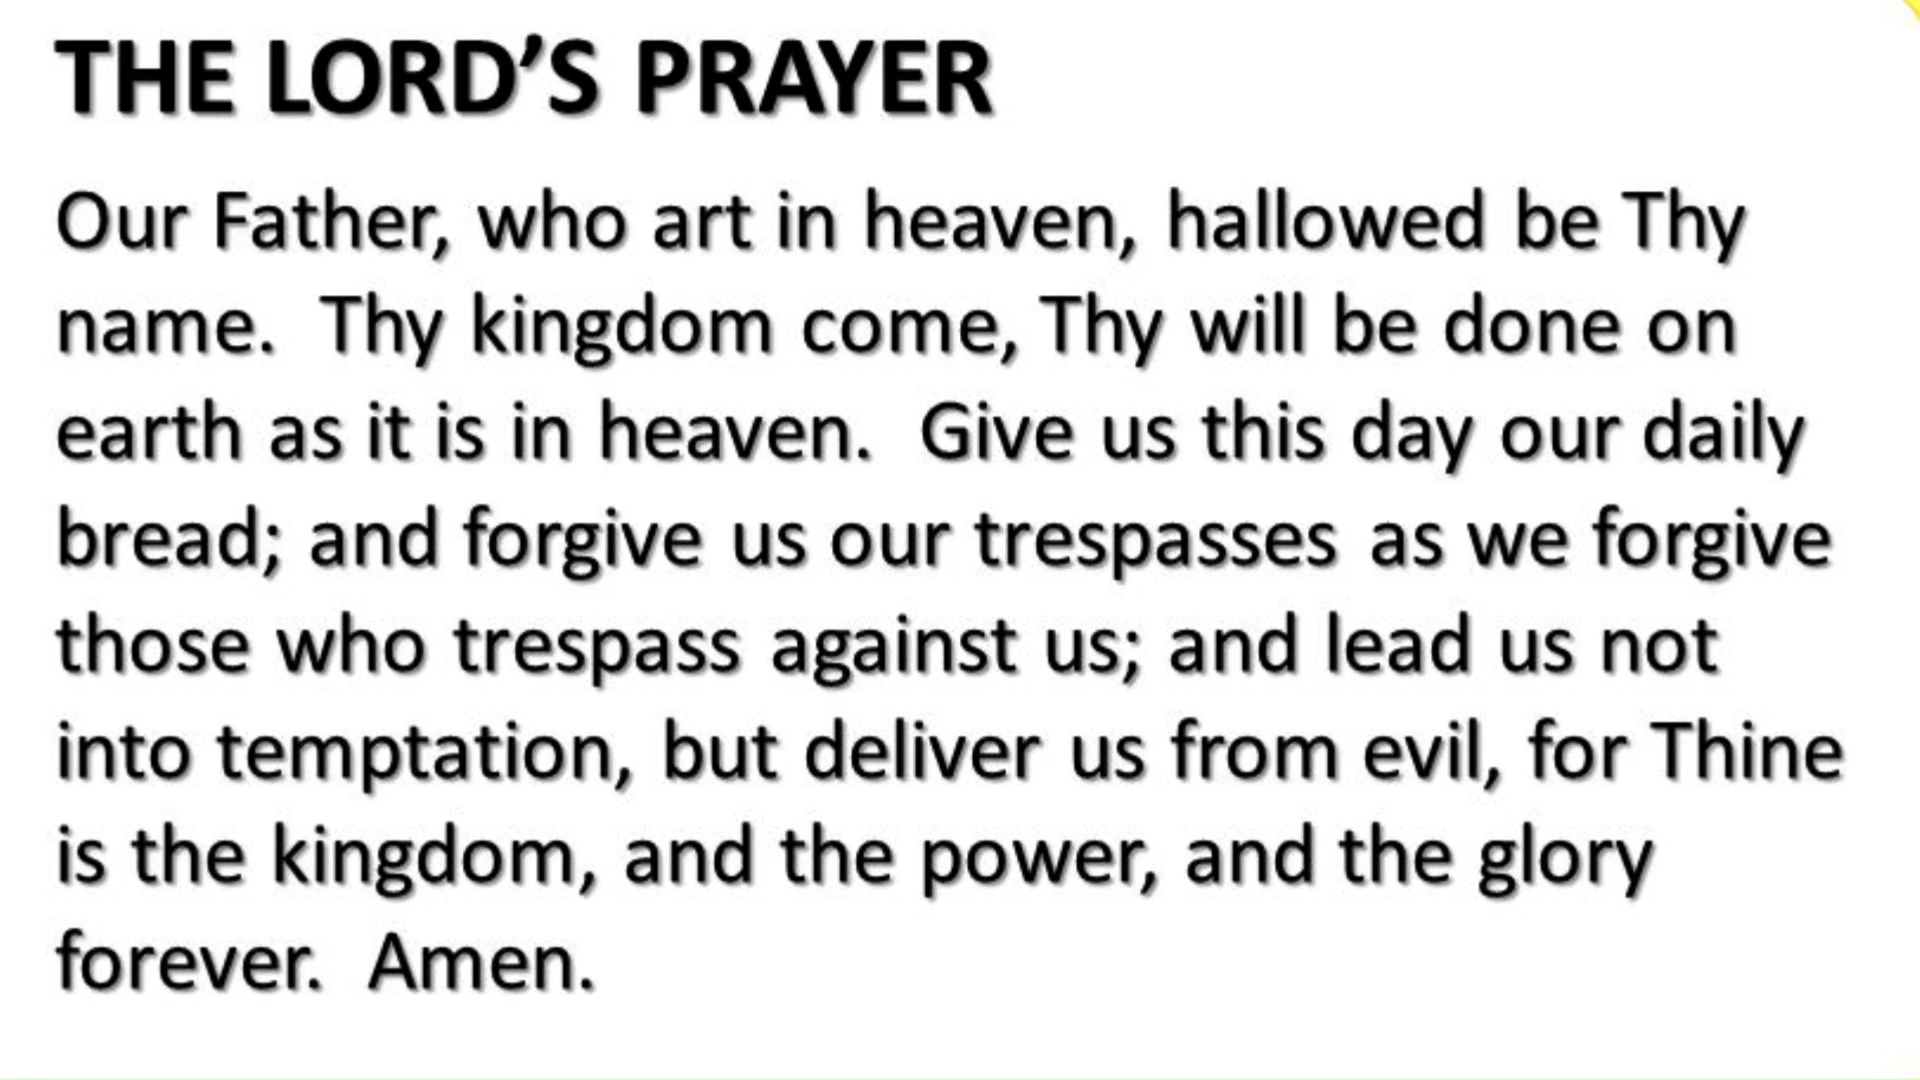 THE LORD’S PRAYER
Our Father, who art in heaven, hallowed be Thy
name.  Thy kingdom come, Thy will be done on
earth as it is in heaven.  Give us this day our daily
bread; and forgive us our trespasses as we forgive
those who trespass against us; and lead us not
into temptation, but deliver us from evil, for Thine
is the kingdom, and the power, and the glory
forever.  Amen.